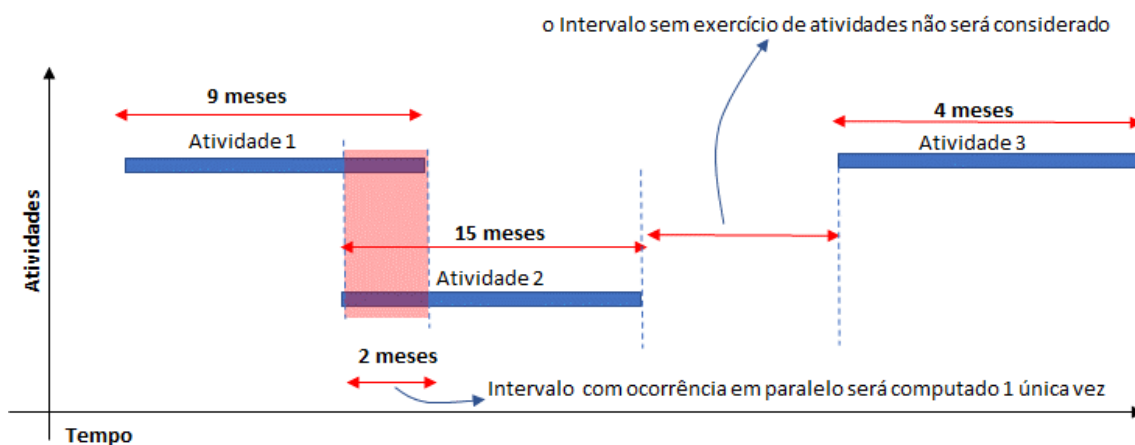 o Intervalo sem exercício de atividades não será considerado
9 meses
4 meses
Atividade 1
Atividade 3
Atividades
15 meses
Atividade 2
2 meses
Intervalo com ocorrência em paralelo será computado 1 única vez
Tempo